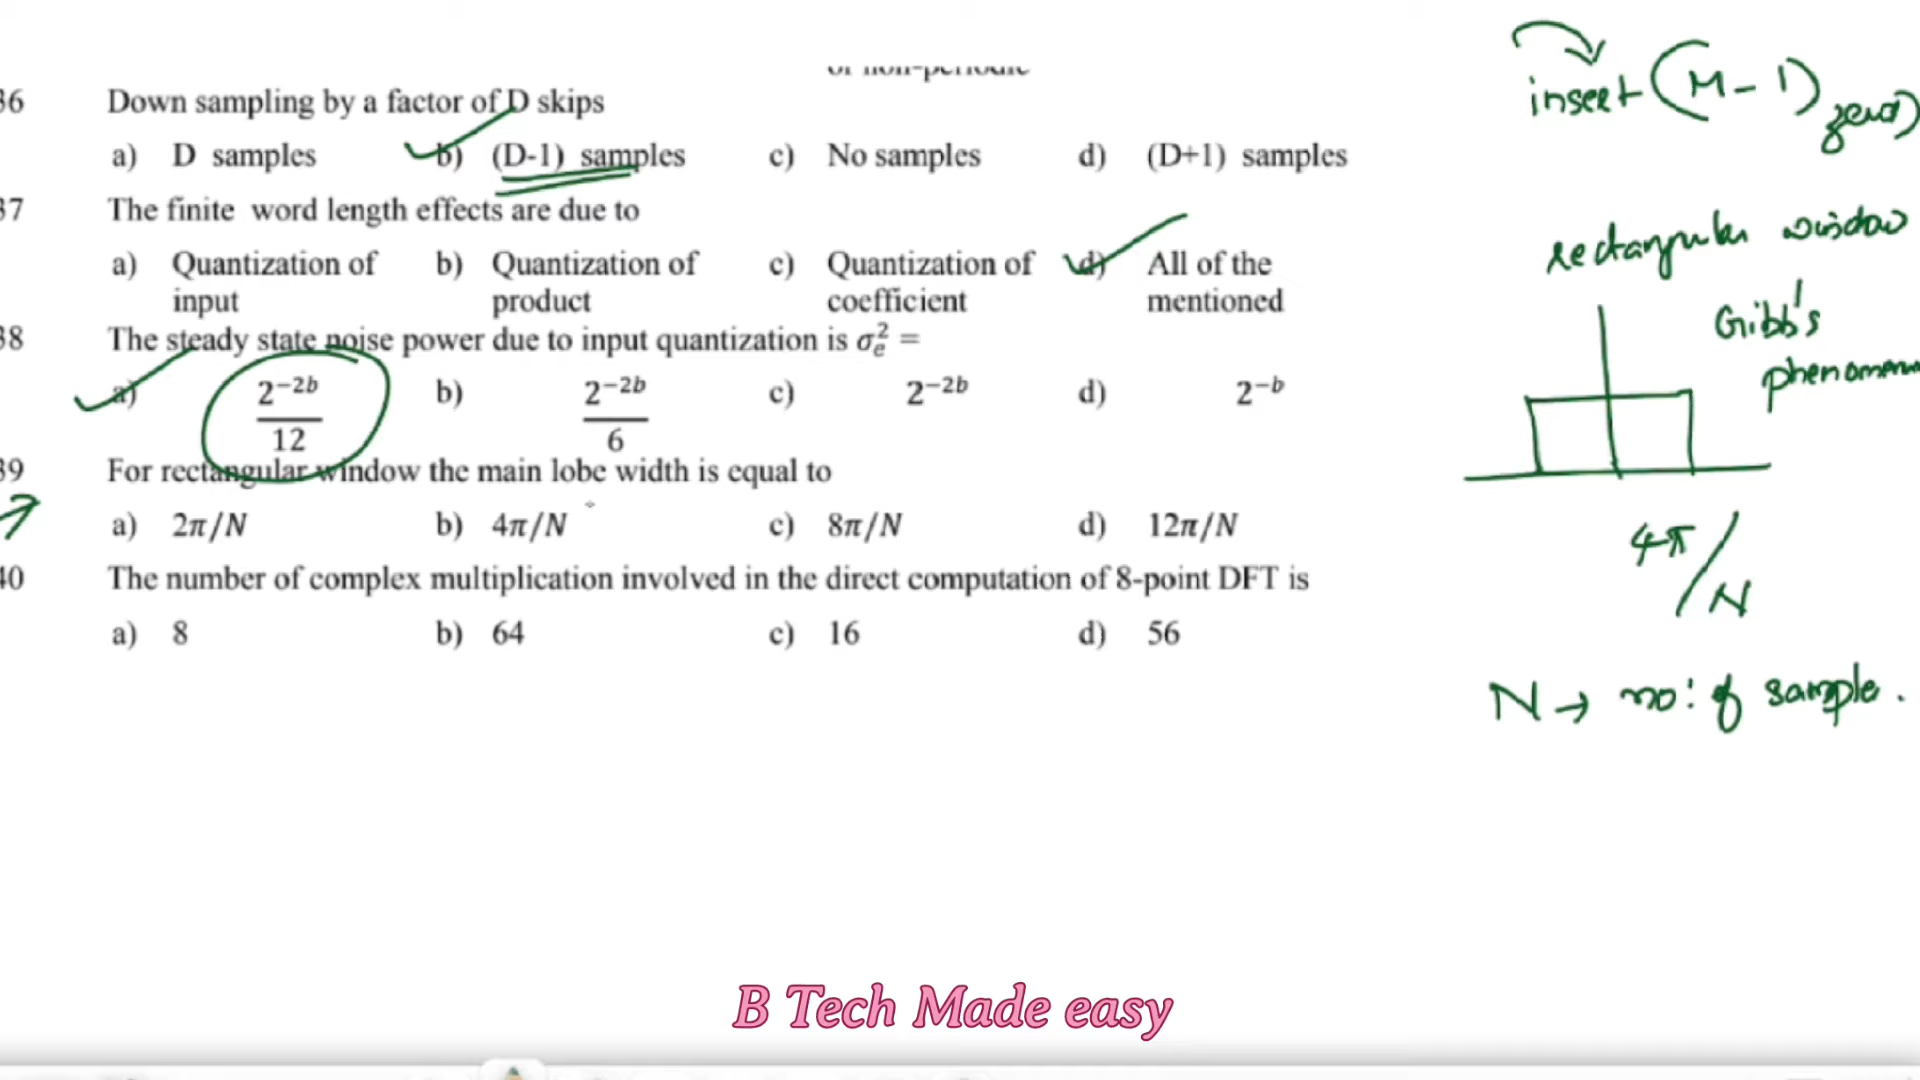 36 Down sampling by a factor of D skips
a) D samples b) (D-1) samples c) No samples d) (D+1) samples
37 The finite word length effects are due to
a) Quantization of input b) Quantization of product c) Quantization of coefficient d) All of the mentioned
38 The steady state noise power due to input quantization is σₑ² =
a) 2⁻²ᵇ/12 b) 2⁻²ᵇ/6 c) 2⁻²ᵇ d) 2⁻ᵇ
39 For rectangular window the main lobe width is equal to
a) 2π/N b) 4π/N c) 8π/N d) 12π/N
40 The number of complex multiplication involved in the direct computation of 8-point DFT is
a) 8 b) 64 c) 16 d) 56
insert (M-1)
rectangular window
Gibb's
4π/N
N → no: of sample.
B Tech Made easy